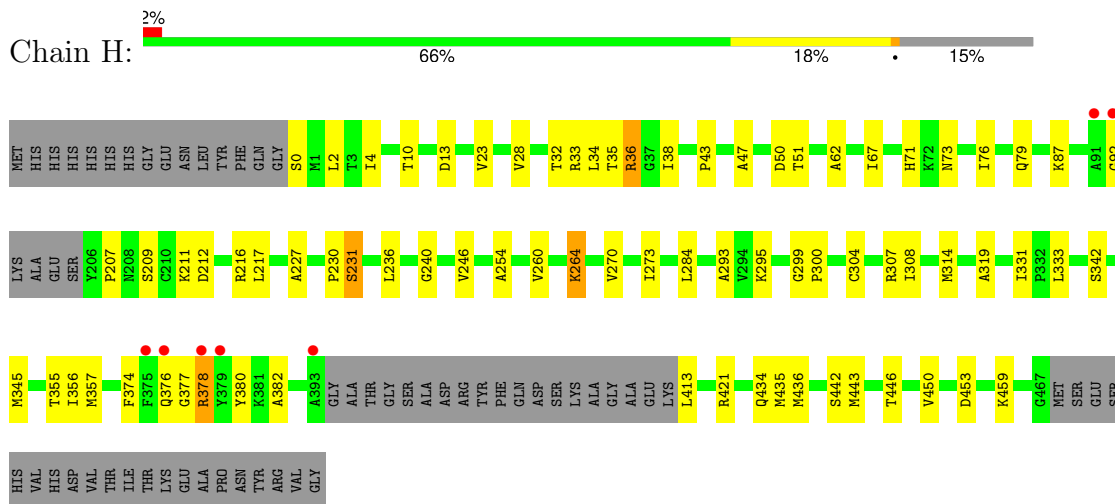 2%
Chain H:
66% 18% • 15%
MET HIS HIS HIS HIS HIS HIS GLY GLU ASN LEU TYR PHE GLN GLY S0 M1 L2 T3 I4 T10 D13 V23 V28 T32 R33 L34 T35 R36 G37 I38 P43 A47 D50 T51 A62 I67 H71 K72 N73 I76 Q79 K87 A91
LYS ALA GLU SER Y206 P207 N208 S209 C210 K211 D212 R216 L217 A227 P230 S231 L236 G240 V246 A254 V260 K264 V270 I273 L284 A293 V294 K295 G299 P300 C304 R307 I308 M314 A319 I331 P332 L333 S342
M345 T355 I356 M357 F374 F375 Q376 G377 R378 Y379 Y380 K381 A382 A393 GLY ALA THR GLY SER ALA ASP ARG TYR PHE GLN ASP SER LYS ALA GLY ALA GLU LYS L413 R421 Q434 M435 M436 S442 M443 T446 V450 D453 K459 G467 MET SER GLU SER
HIS VAL HIS ASP VAL THR ILE THR LYS GLU ALA PRO ASN TYR ARG VAL GLY